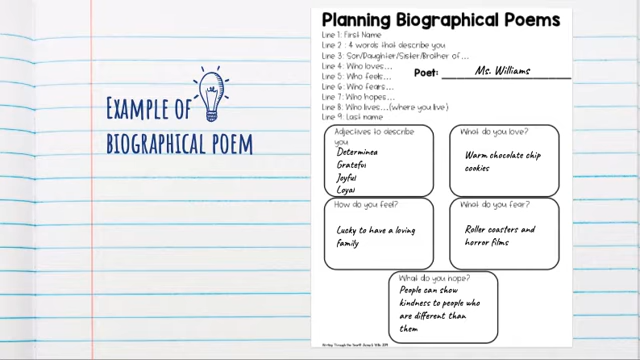 EXAMPLE OF
BIOGRAPHICAL POEM
Planning Biographical Poems
Line 1: First Name
Line 2 : 4 words that describe you
Line 3: Son/Daughter/Sister/Brother of...
Line 4: Who loves...
Line 5: Who feels...
Line 6: Who fears...
Line 7: Who hopes...
Line 8: Who lives...(where you live)
Line 9: Last name
Poet: Ms. Williams
Adjectives to describe
you
Determined
Grateful
Joyful
Loyal
What do you love?
Warm chocolate chip
cookies
How do you feel?
Lucky to have a loving
family
What do you fear?
Roller coasters and
horror films
What do you hope?
People can show
kindness to people who
are different than
them